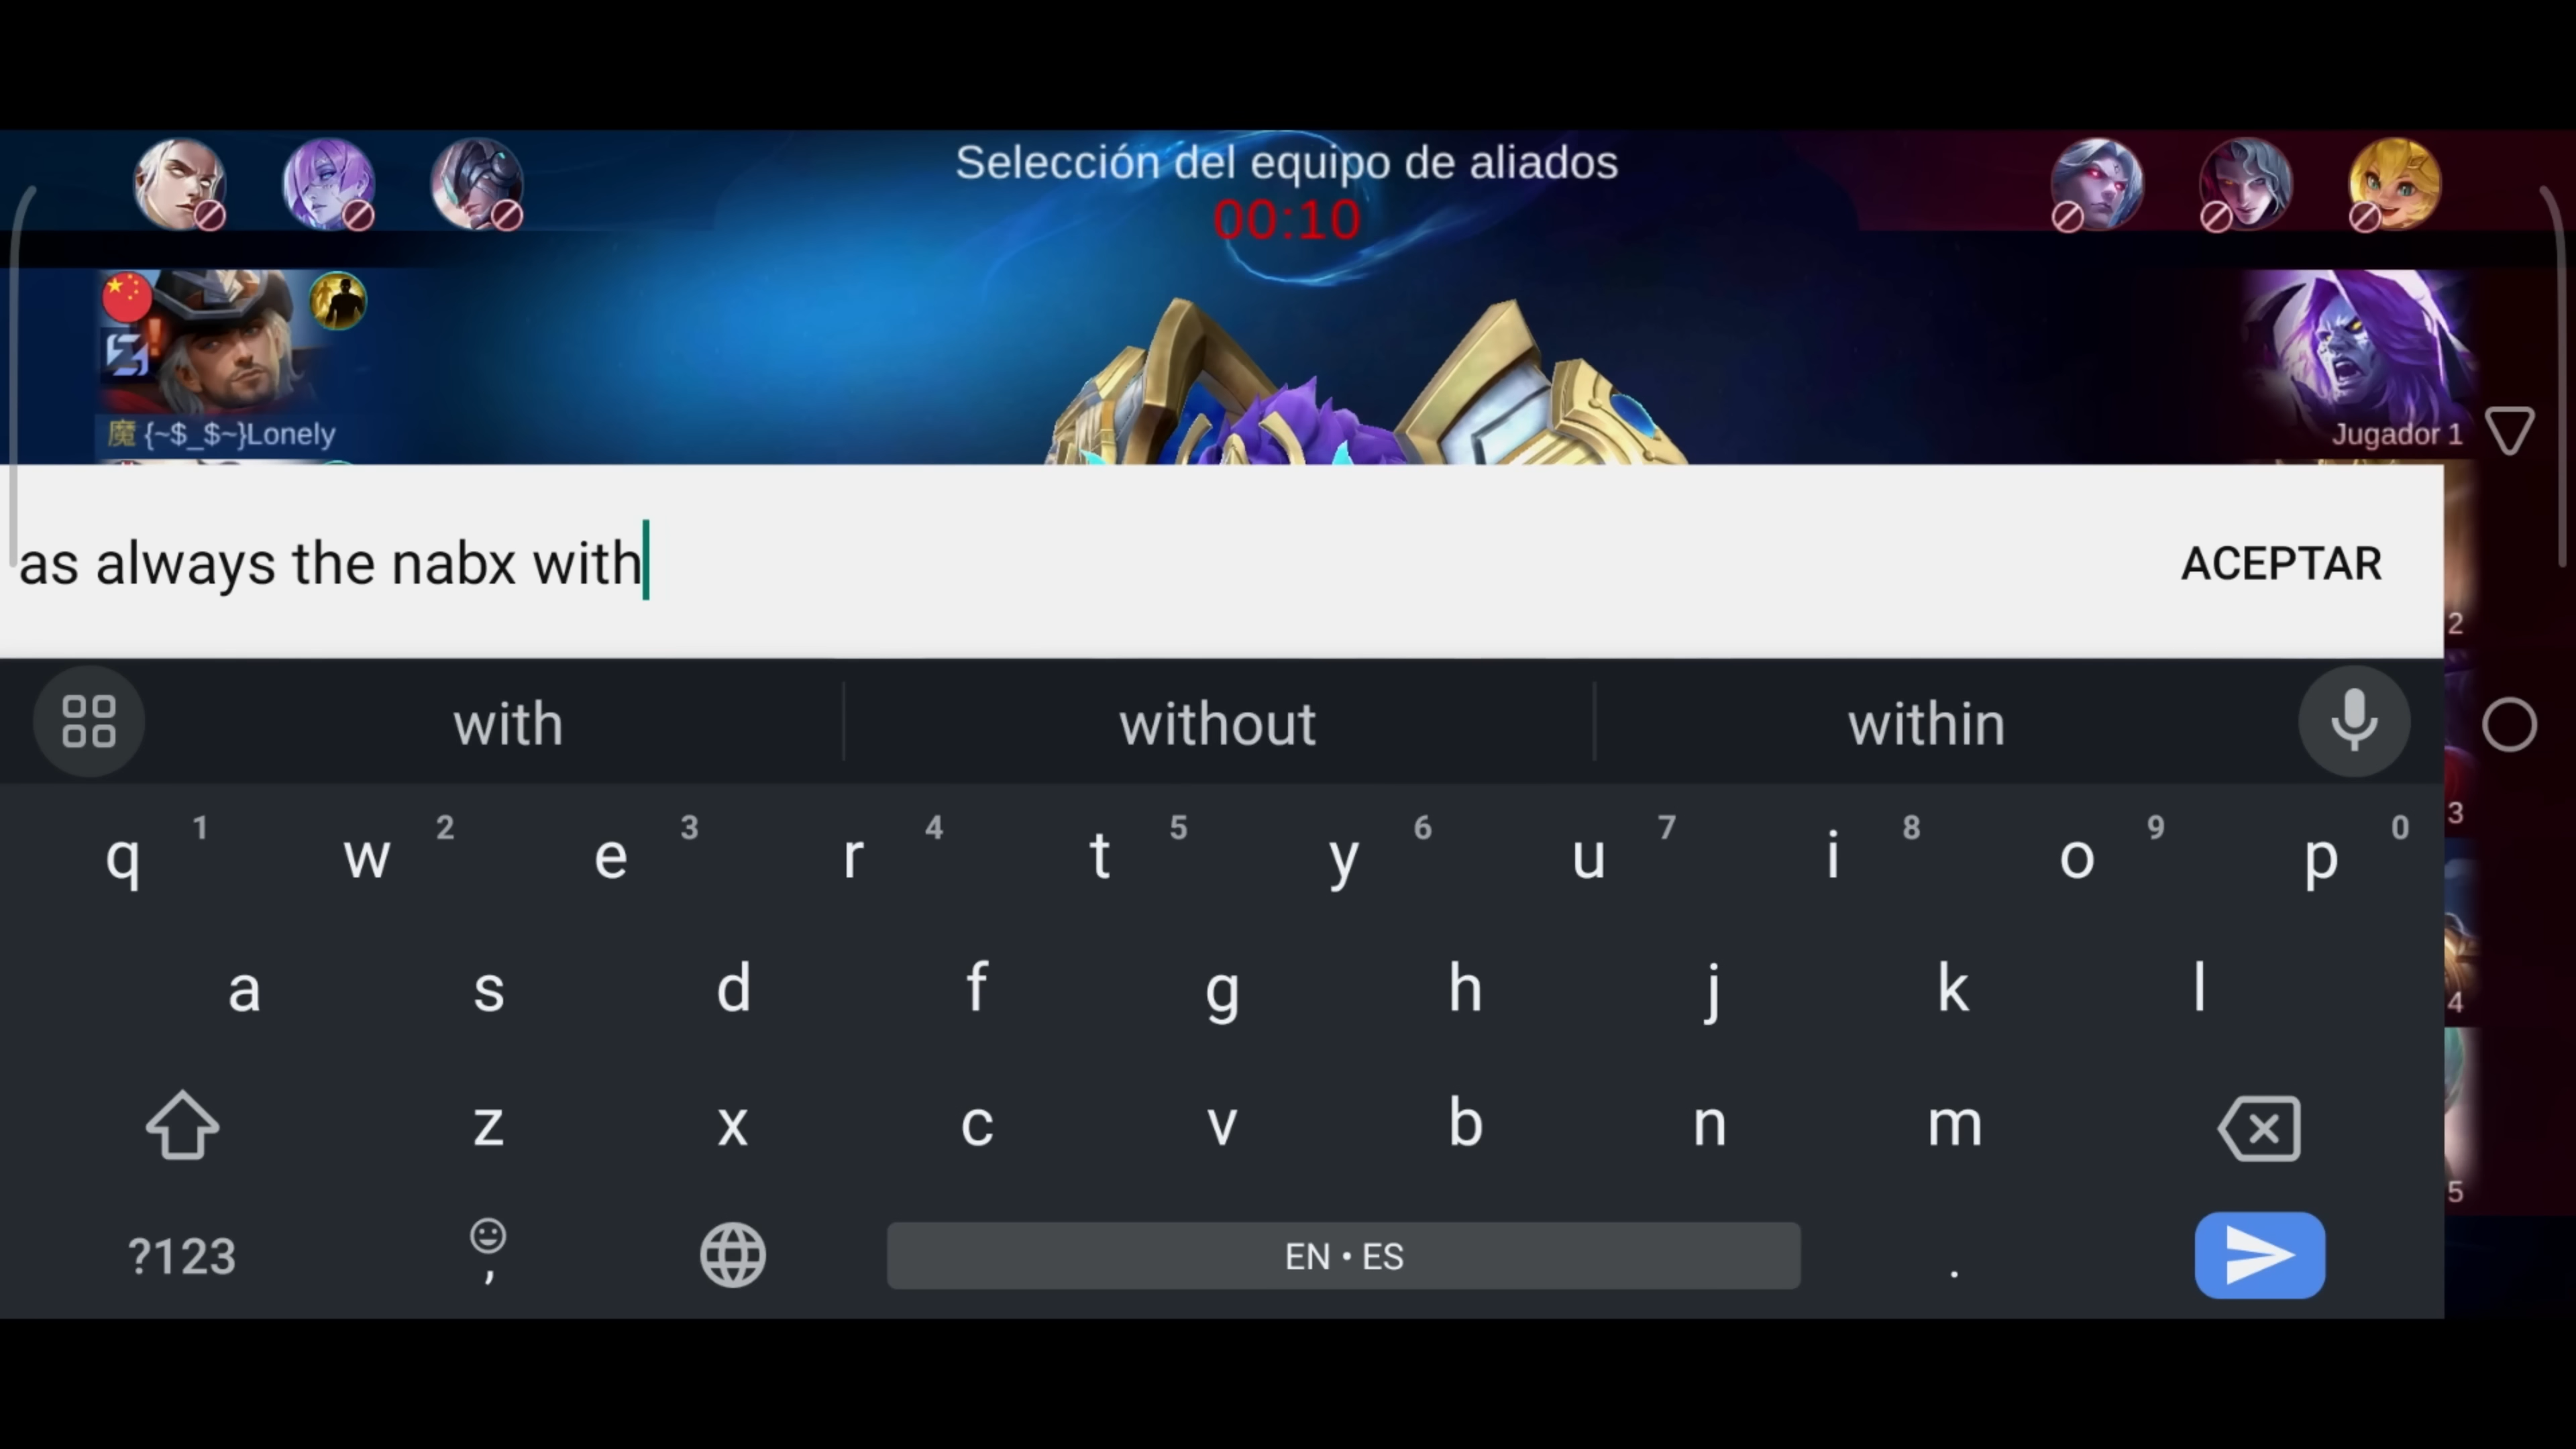 Selección del equipo de aliados
00:10
魔 {~$_$~}Lonely
Jugador 1
as always the nabx with
ACEPTAR
2
with without within
q 1 w 2 e 3 r 4 t 5 y 6 u 7 i 8 o 9 p 0
3
a s d f g h j k l
4
z x c v b n m
5
?123 , EN • ES .